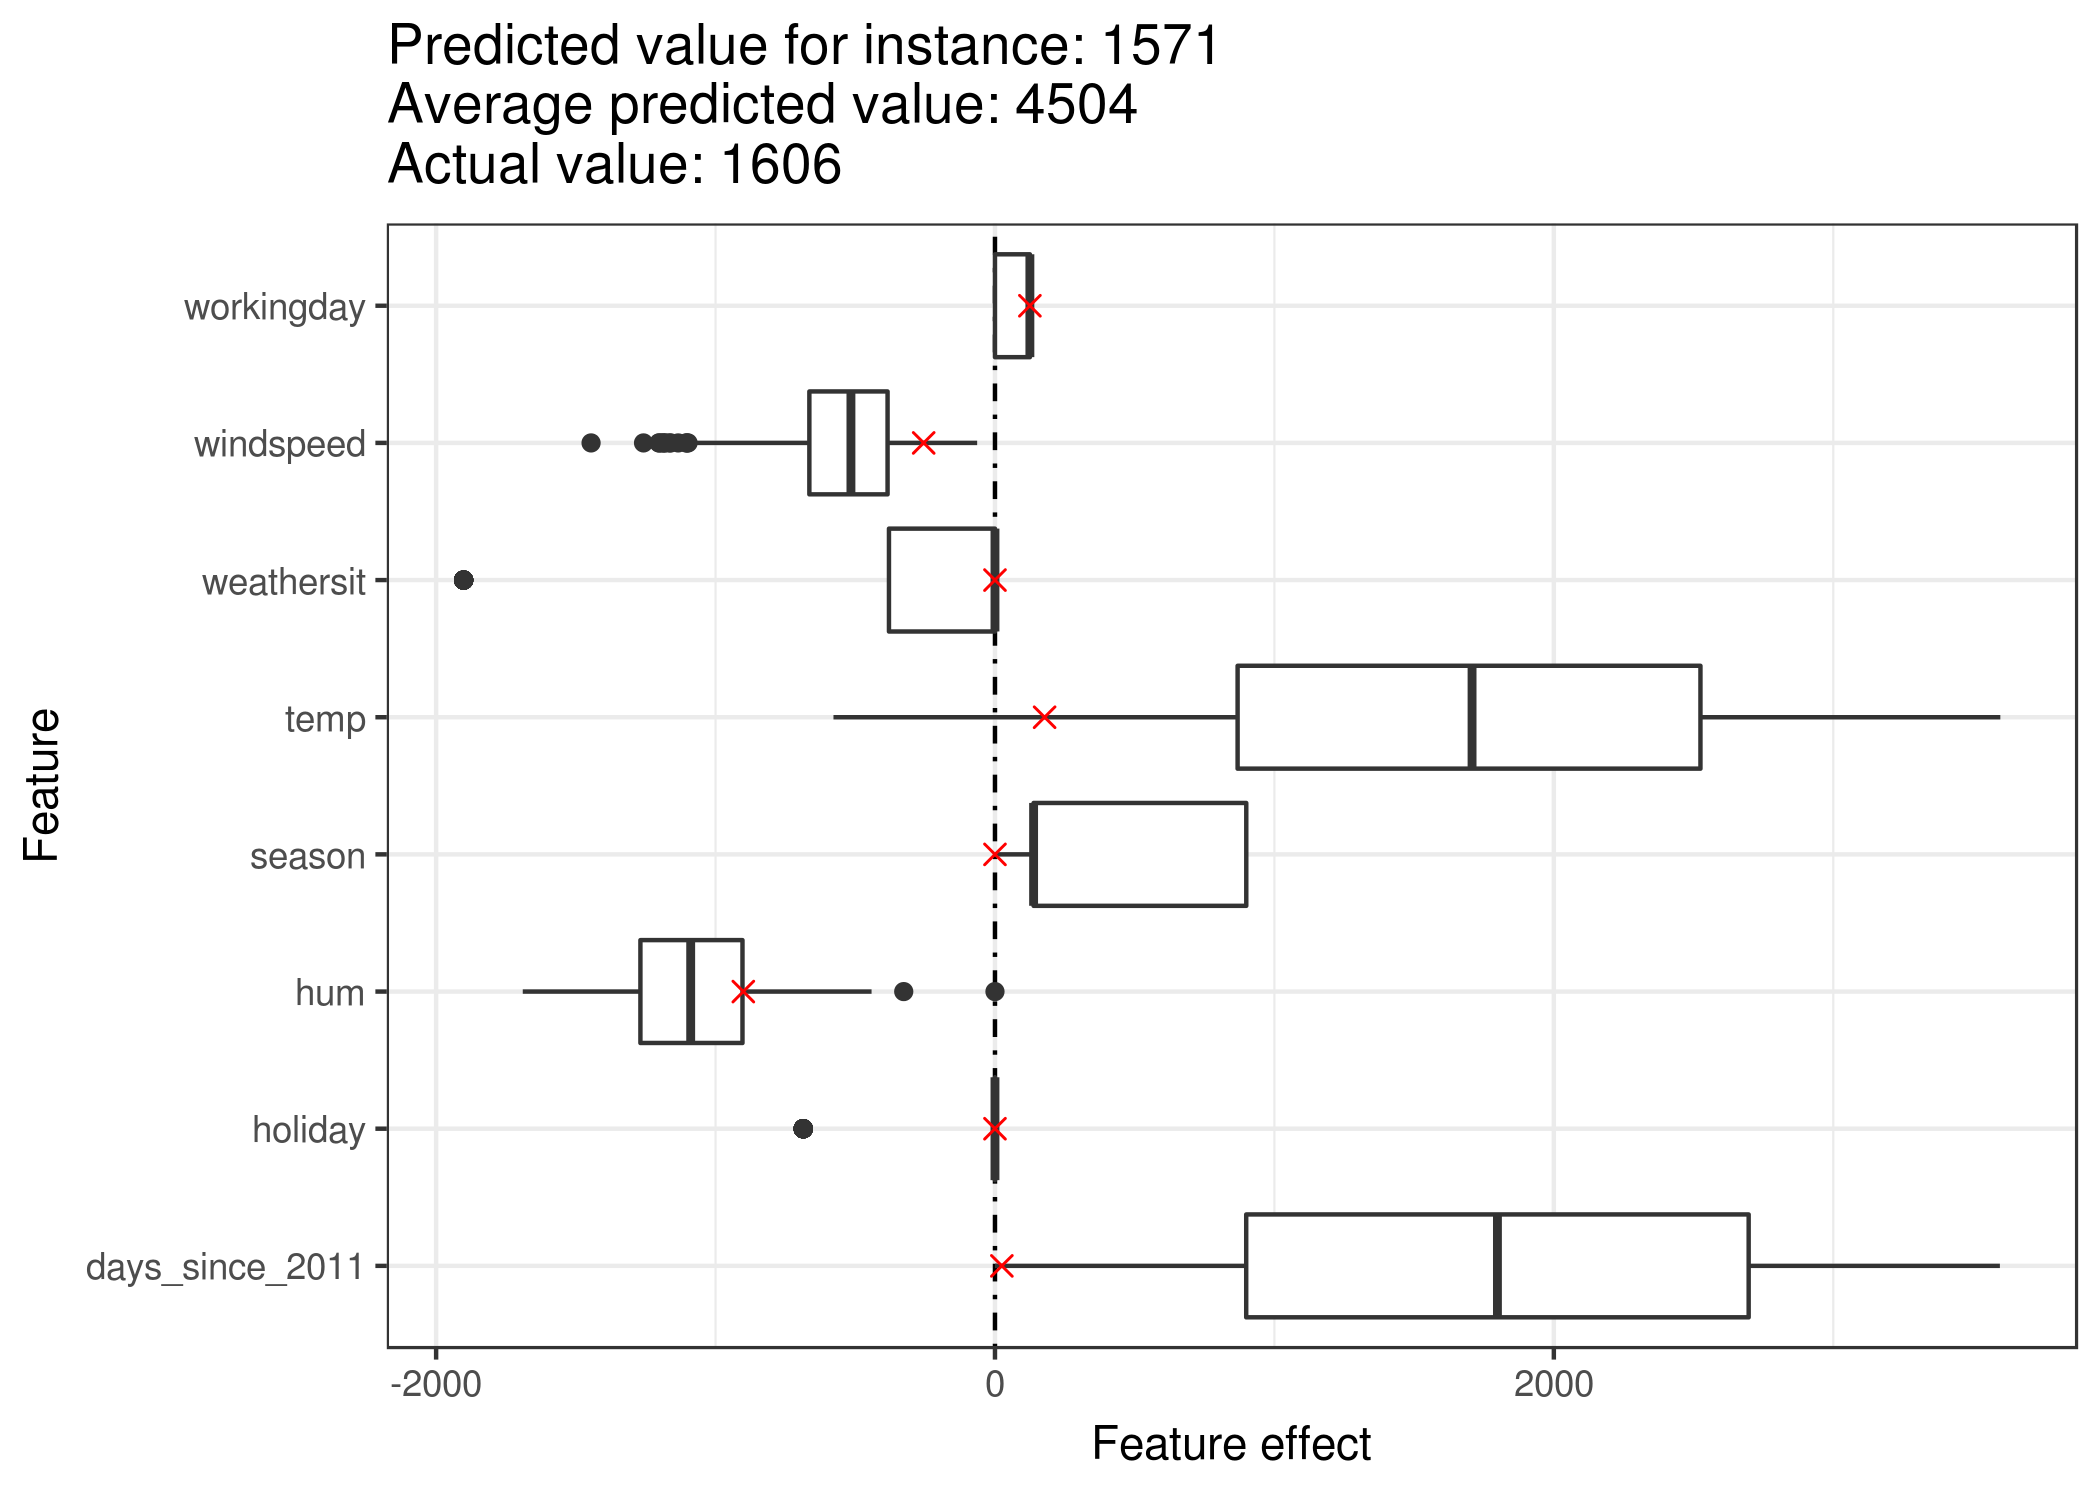 Predicted value for instance: 1571
Average predicted value: 4504
Actual value: 1606
workingday
windspeed
weathersit
temp
season
hum
holiday
days_since_2011
Feature
-2000 0 2000
Feature effect